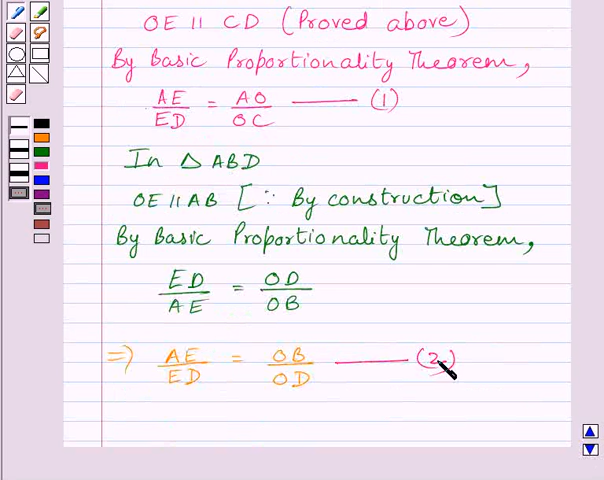 OE || CD (Proved above)
By Basic Proportionality Theorem,
AE/ED = AO/OC —— (1)
In △ ABD
OE || AB [∵ By construction]
By Basic Proportionality Theorem,
ED/AE = OD/OB
=> AE/ED = OB/OD —— (2)